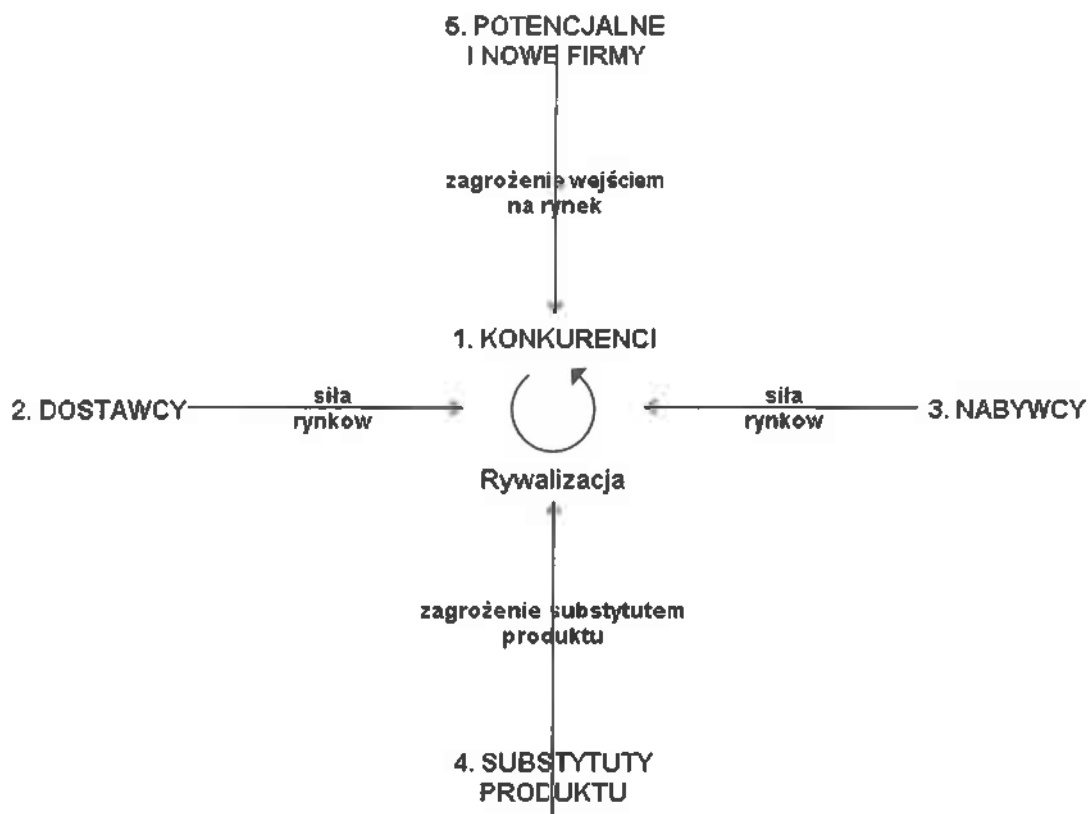 5. POTENCJALNE
I NOWE FIRMY
zagrożenie wejściem
na rynek
1. KONKURENCI
2. DOSTAWCY
siła
rynkow
siła
rynkow
3. NABYWCY
Rywalizacja
zagrożenie substytutem
produktu
4. SUBSTYTUTY
PRODUKTU